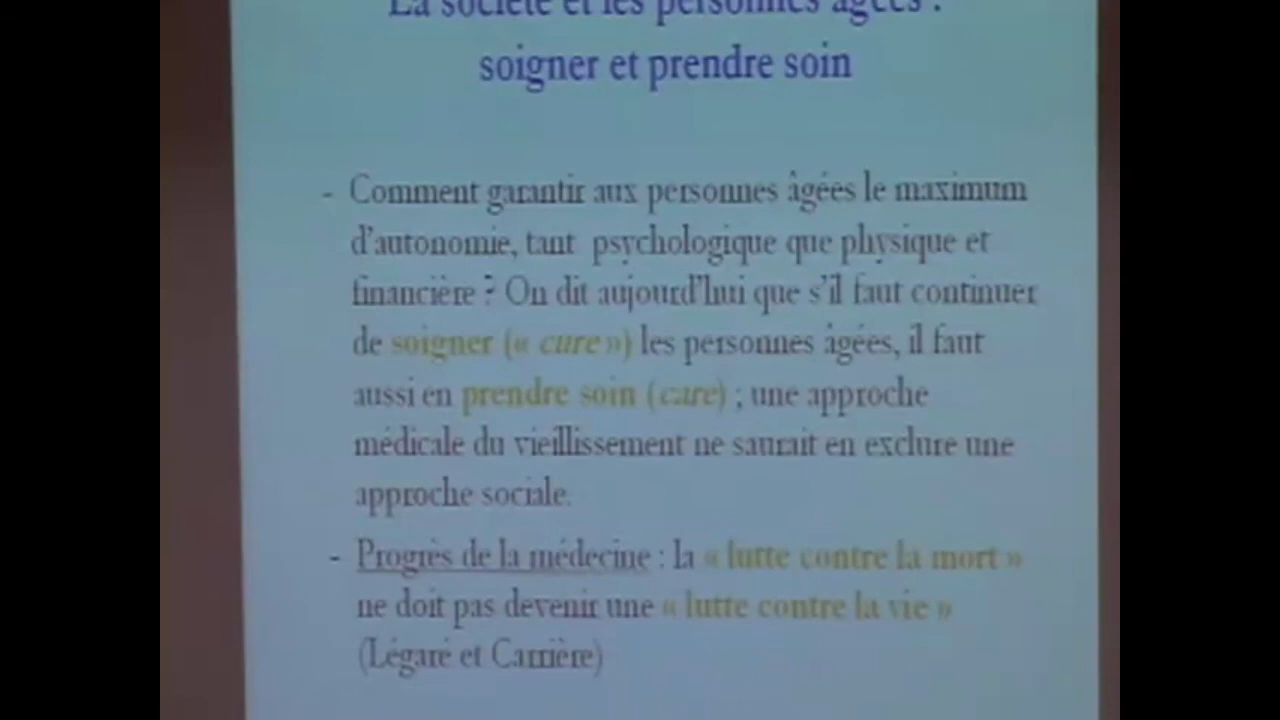 La société et les personnes âgées :
soigner et prendre soin
- Comment garantir aux personnes âgées le maximum
d'autonomie, tant psychologique que physique et
financière ? On dit aujourd'hui que s'il faut continuer
de soigner (« cure ») les personnes âgées, il faut
aussi en prendre soin (care) ; une approche
médicale du vieillissement ne saurait en exclure une
approche sociale.
- Progrès de la médecine : la « lutte contre la mort »
ne doit pas devenir une « lutte contre la vie »
(Légaré et Carrière)